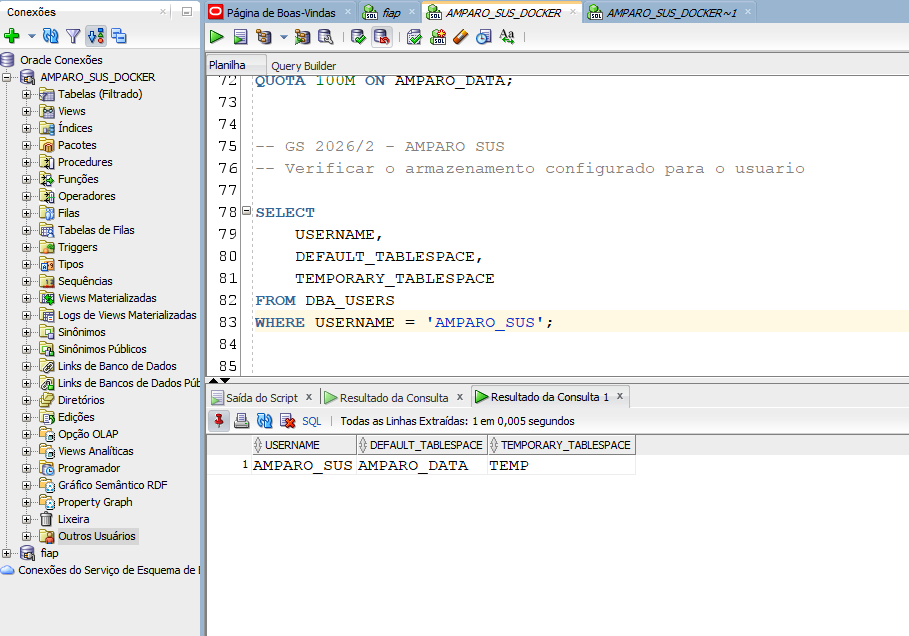 Conexões
Oracle Conexões
AMPARO_SUS_DOCKER
Tabelas (Filtrado)
Views
Índices
Pacotes
Procedures
Funções
Operadores
Filas
Tabelas de Filas
Triggers
Tipos
Sequências
Views Materializadas
Logs de Views Materializadas
Sinônimos
Sinônimos Públicos
Links de Banco de Dados
Links de Bancos de Dados Púb
Diretórios
Edições
Opção OLAP
Views Analíticas
Programador
Gráfico Semântico RDF
Property Graph
Lixeira
Outros Usuários
fiap
Conexões do Serviço de Esquema de
Página de Boas-Vindas
fiap
AMPARO_SUS_DOCKER
AMPARO_SUS_DOCKER~1
Planilha Query Builder
72 QUOTA 100M ON AMPARO_DATA;
73
74
75 -- GS 2026/2 - AMPARO SUS
76 -- Verificar o armazenamento configurado para o usuario
77
78 SELECT
79 USERNAME,
80 DEFAULT_TABLESPACE,
81 TEMPORARY_TABLESPACE
82 FROM DBA_USERS
83 WHERE USERNAME = 'AMPARO_SUS';
84
85
Saída do Script x Resultado da Consulta x Resultado da Consulta 1 x
SQL | Todas as Linhas Extraídas: 1 em 0,005 segundos
USERNAME DEFAULT_TABLESPACE TEMPORARY_TABLESPACE
1 AMPARO_SUS AMPARO_DATA TEMP